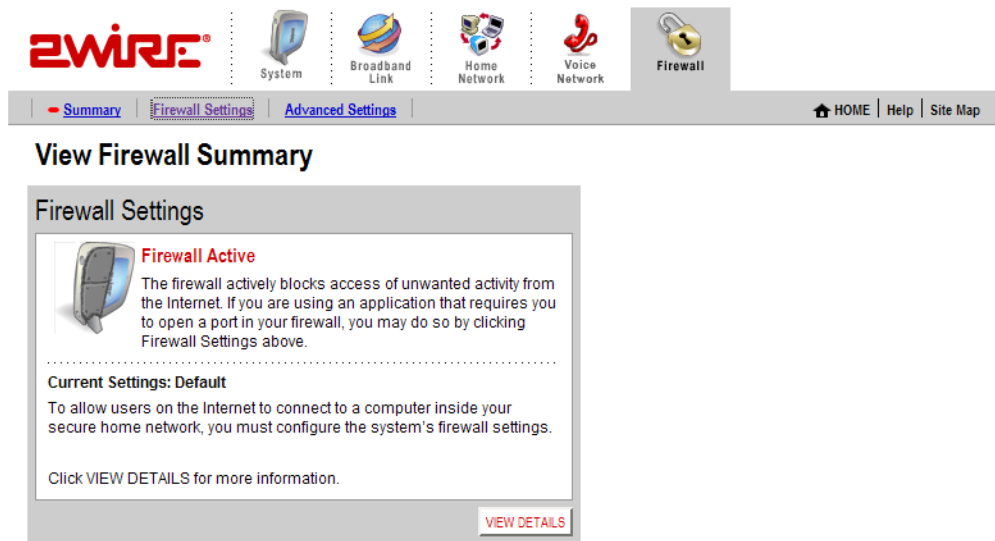 2WIRE®
System
Broadband
Link
Home
Network
Voice
Network
Firewall
Summary
Firewall Settings
Advanced Settings
HOME
Help
Site Map
View Firewall Summary
Firewall Settings
Firewall Active
The firewall actively blocks access of unwanted activity from
the Internet. If you are using an application that requires you
to open a port in your firewall, you may do so by clicking
Firewall Settings above.
Current Settings: Default
To allow users on the Internet to connect to a computer inside your
secure home network, you must configure the system's firewall settings.
Click VIEW DETAILS for more information.
VIEW DETAILS